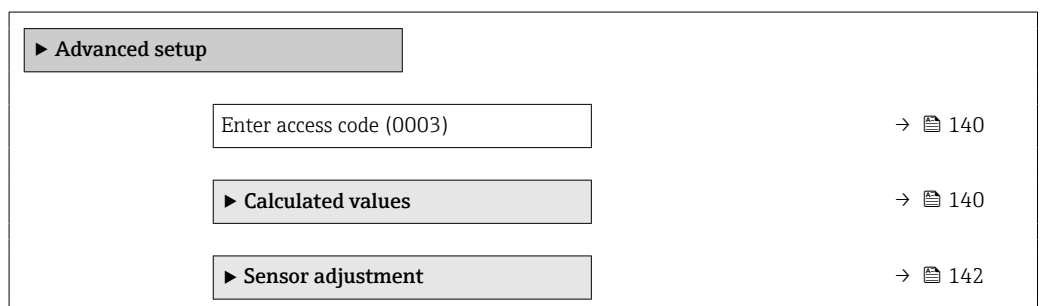 ▶ Advanced setup
Enter access code (0003) → 140
▶ Calculated values → 140
▶ Sensor adjustment → 142